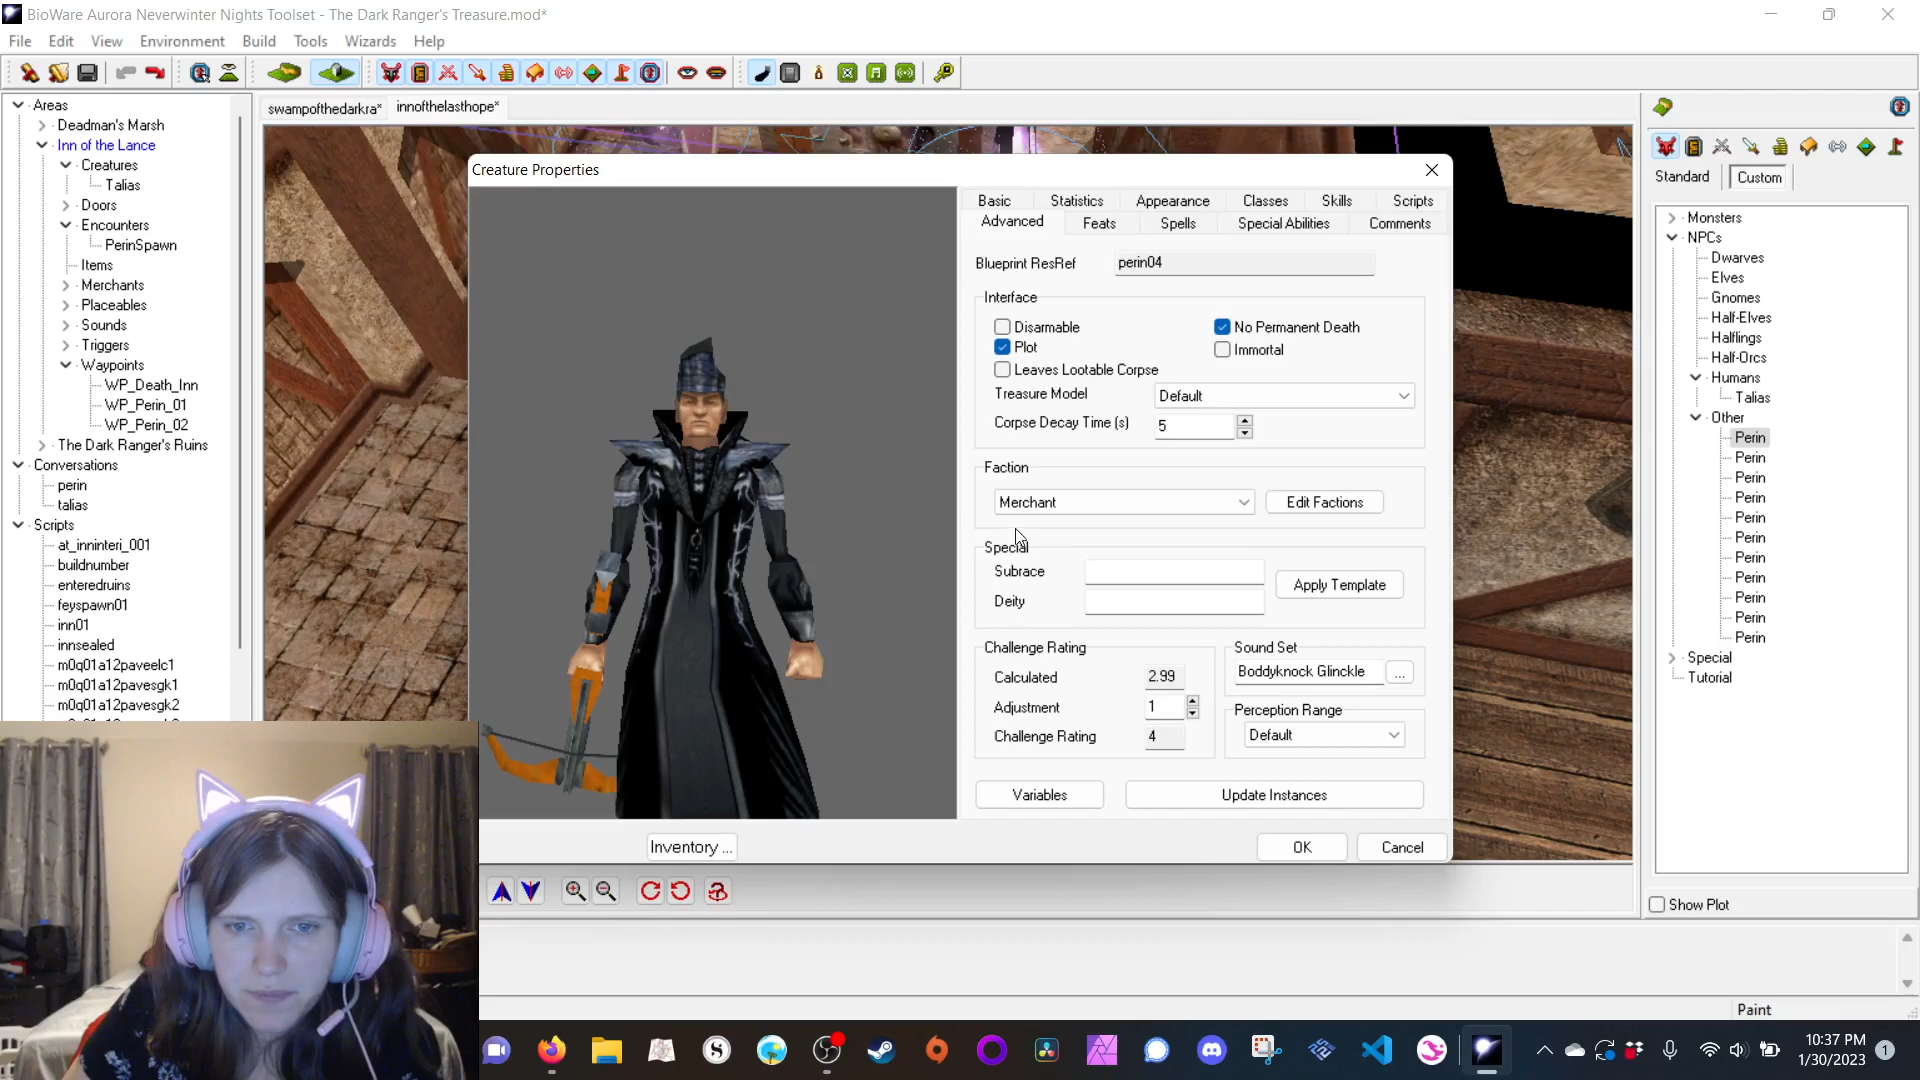 BioWare Aurora Neverwinter Nights Toolset - The Dark Ranger's Treasure.mod*
File Edit View Environment Build Tools Wizards Help
Areas
Deadman's Marsh
Inn of the Lance
Creatures
Talias
Doors
Encounters
PerinSpawn
Items
Merchants
Placeables
Sounds
Triggers
Waypoints
WP_Death_Inn
WP_Perin_01
WP_Perin_02
The Dark Ranger's Ruins
Conversations
perin
talias
Scripts
at_inninteri_001
buildnumber
enteredruins
feyspawn01
inn01
innsealed
m0q01a12paveelc1
m0q01a12pavesgk1
m0q01a12pavesgk2
swampofthedark.ra* innofthelasthope*
Creature Properties
Basic Statistics Appearance Classes Skills Scripts
Advanced Feats Spells Special Abilities Comments
Blueprint ResRef perin04
Interface
Disarmable No Permanent Death
Plot Immortal
Leaves Lootable Corpse
Treasure Model Default
Corpse Decay Time (s) 5
Faction
Merchant Edit Factions
Special
Subrace Apply Template
Deity
Challenge Rating Sound Set
Calculated 2.99 Boddyknock Glinckle ...
Adjustment 1 Perception Range
Challenge Rating 4 Default
Variables Update Instances
Inventory ... OK Cancel
Standard Custom
Monsters
NPCs
Dwarves
Elves
Gnomes
Half-Elves
Halflings
Half-Orcs
Humans
Talias
Other
Perin
Perin
Perin
Perin
Perin
Perin
Perin
Perin
Perin
Perin
Perin
Special
Tutorial
Show Plot
Paint
10:37 PM
1/30/2023
1